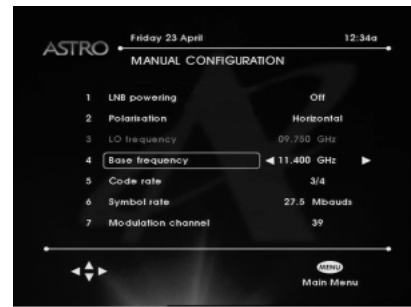 ASTRO
Friday 23 April 12:34a
MANUAL CONFIGURATION
1 LNB powering Off
2 Polarisation Horizontal
3 LO frequency 09.750 GHz
4 Base frequency 11.400 GHz
5 Code rate 3/4
6 Symbol rate 27.5 Mbauds
7 Modulation channel 39
MENU
Main Menu